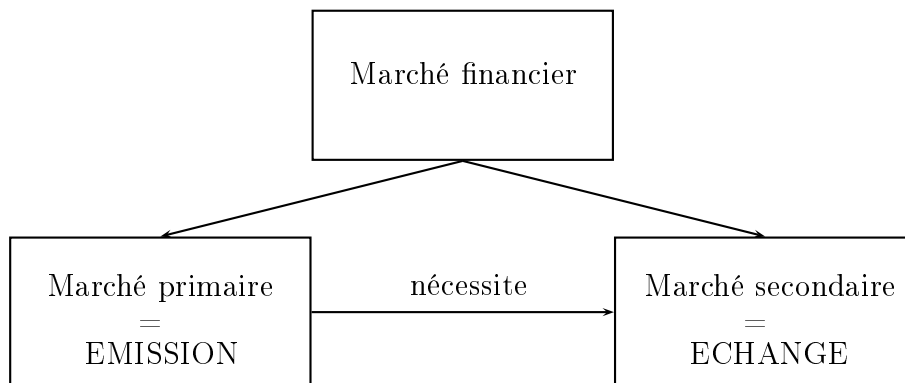 Marché financier
nécessite
Marché primaire
=
EMISSION
Marché secondaire
=
ECHANGE